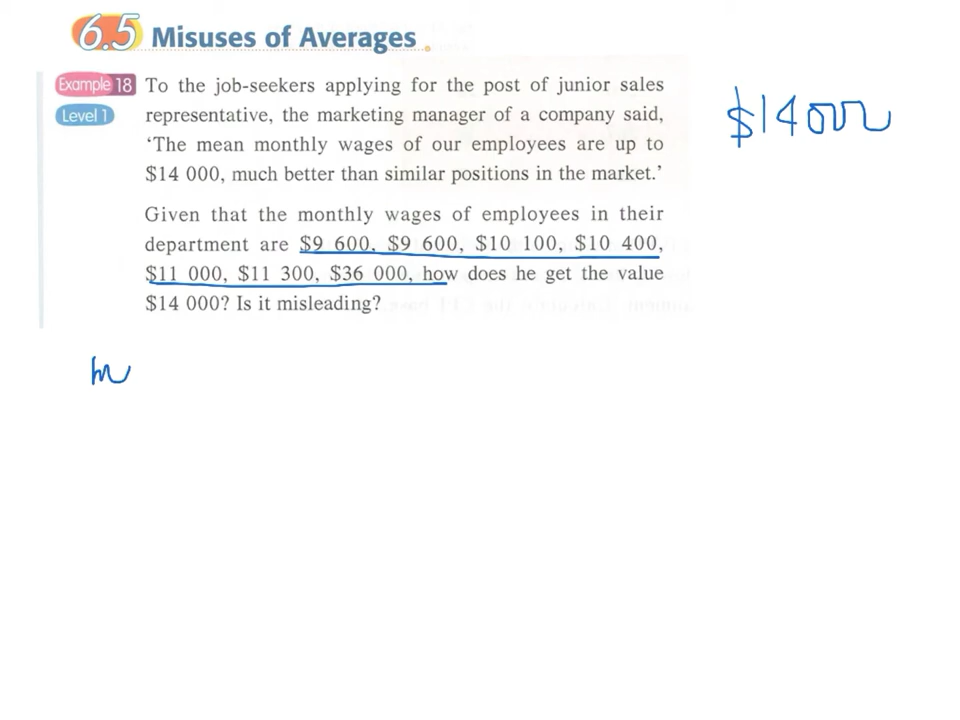 6.5 Misuses of Averages
Example 18 To the job-seekers applying for the post of junior sales
Level 1 representative, the marketing manager of a company said,
‘The mean monthly wages of our employees are up to
$14 000, much better than similar positions in the market.’
$14000
Given that the monthly wages of employees in their
department are $9 600, $9 600, $10 100, $10 400,
$11 000, $11 300, $36 000, how does he get the value
$14 000? Is it misleading?